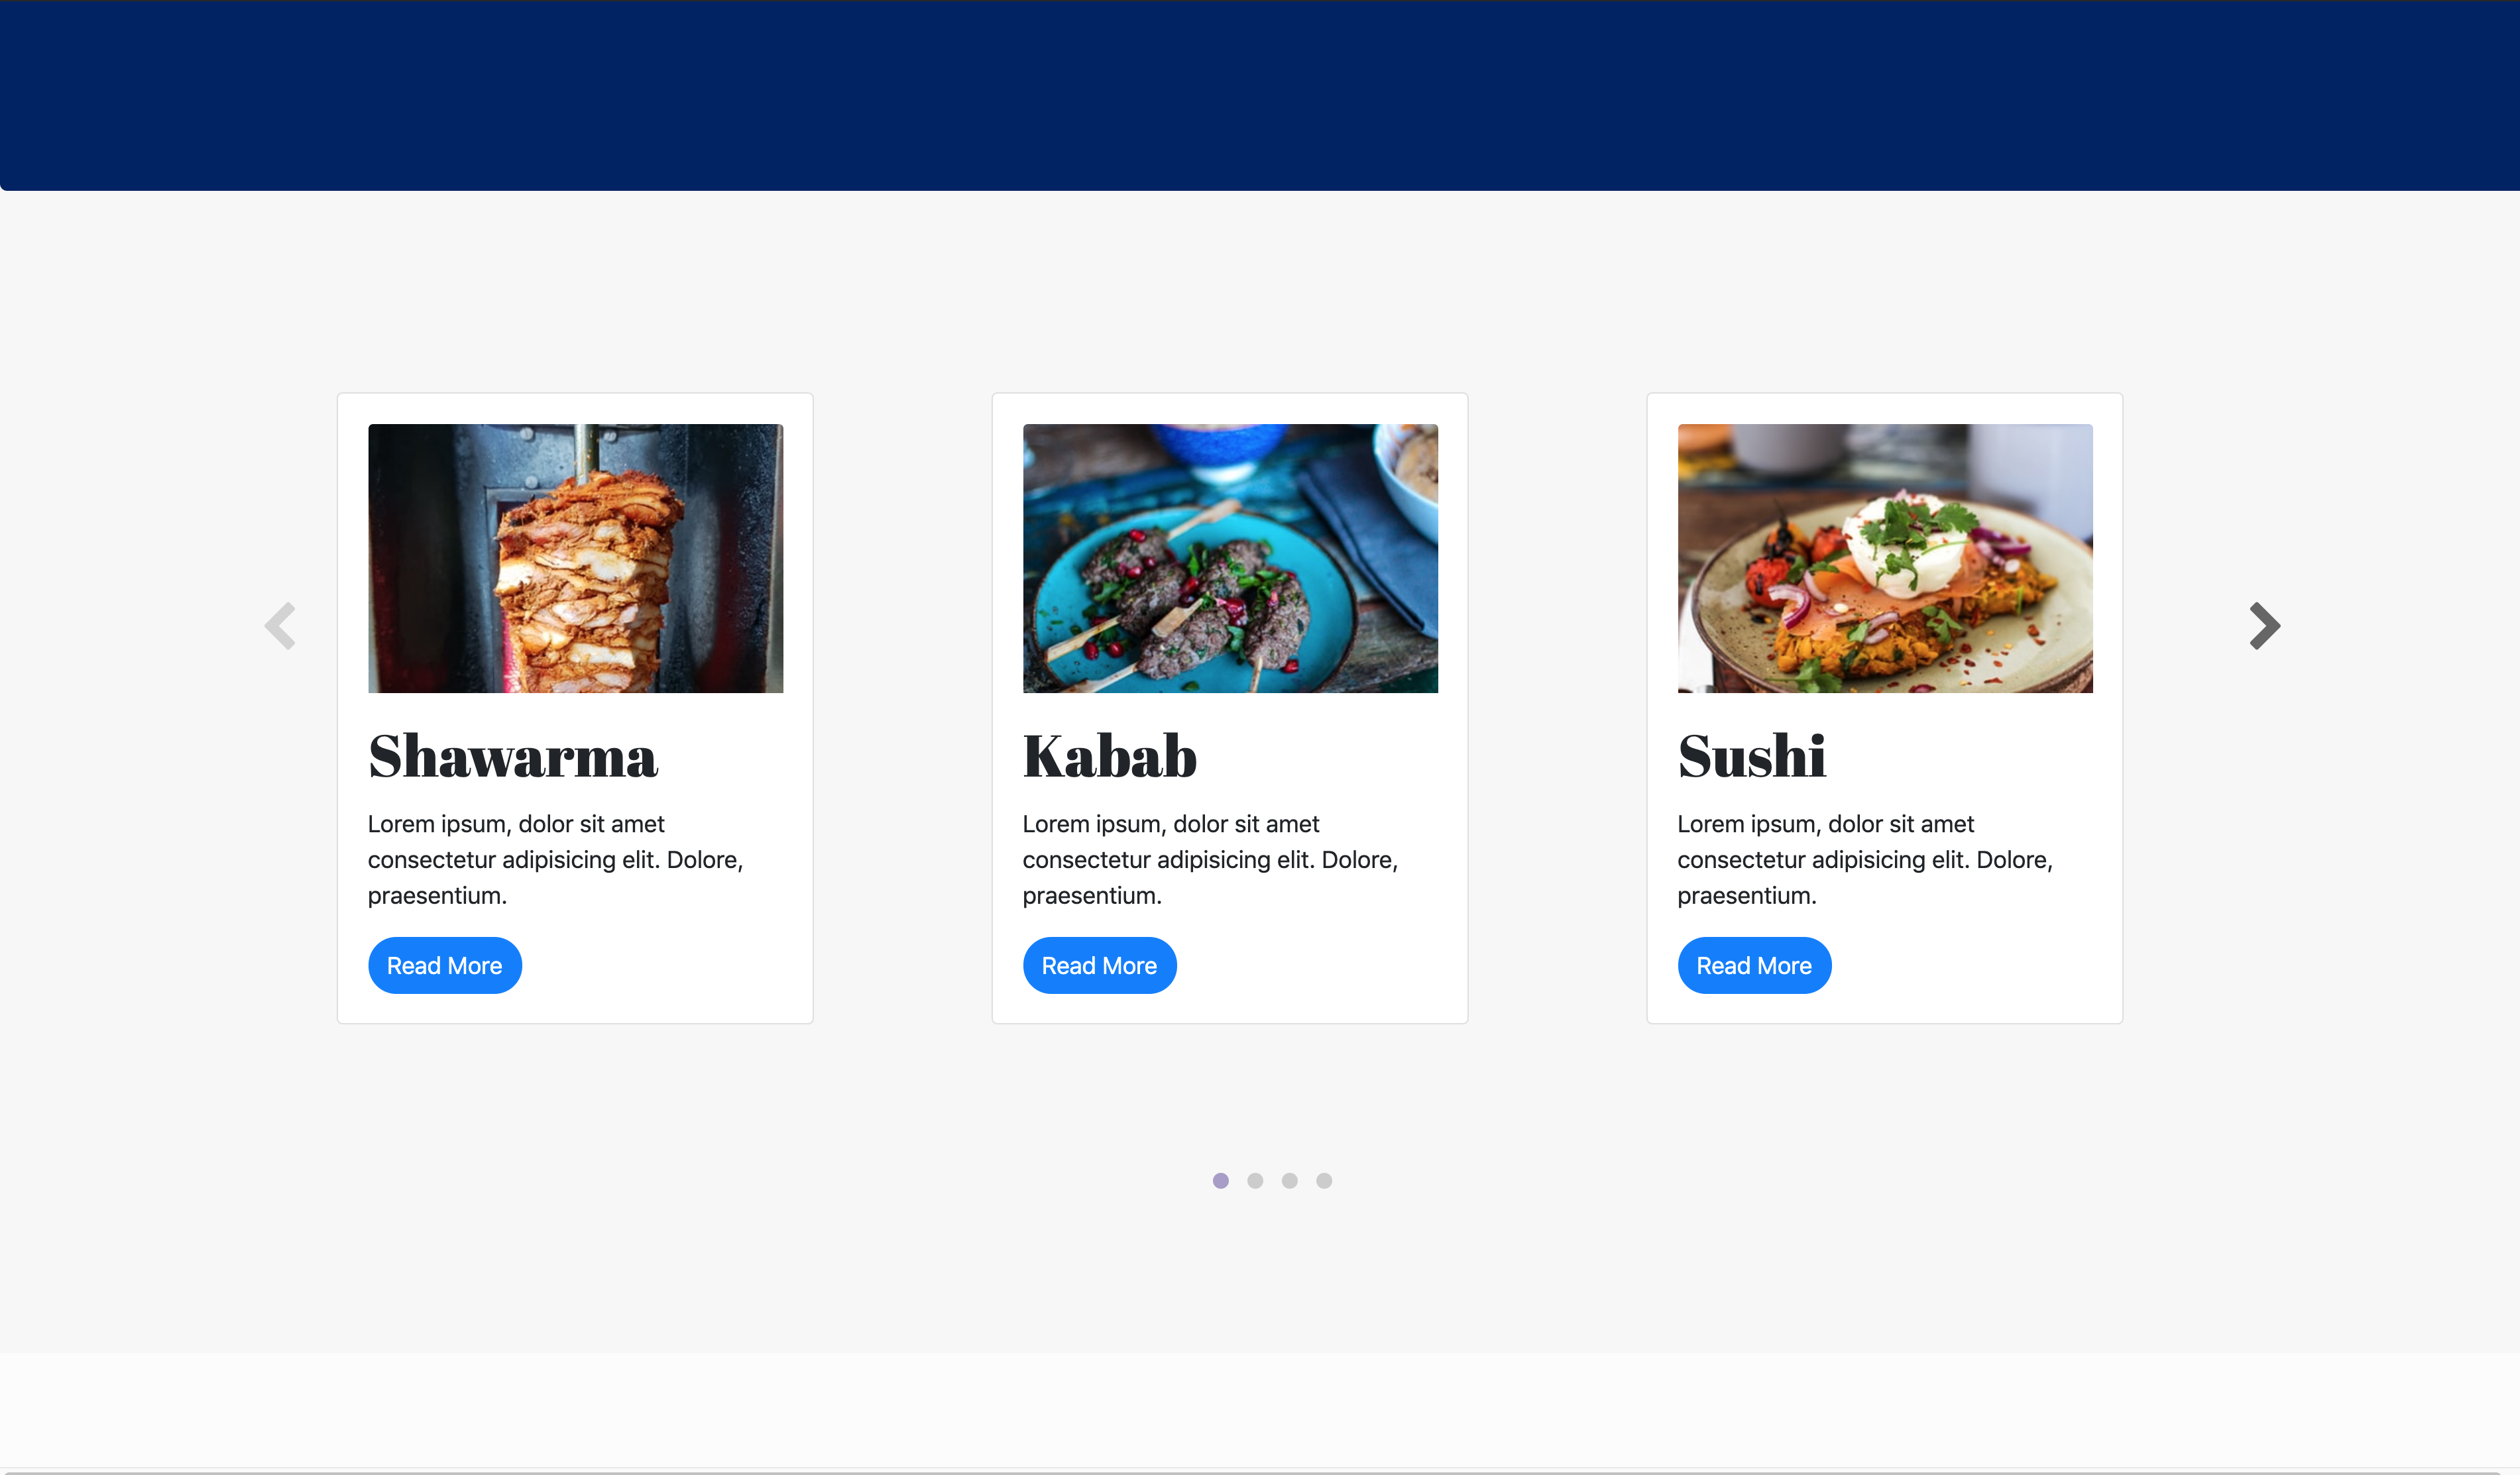 Shawarma
Lorem ipsum, dolor sit amet
consectetur adipisicing elit. Dolore,
praesentium.
Read More
Kabab
Lorem ipsum, dolor sit amet
consectetur adipisicing elit. Dolore,
praesentium.
Read More
Sushi
Lorem ipsum, dolor sit amet
consectetur adipisicing elit. Dolore,
praesentium.
Read More